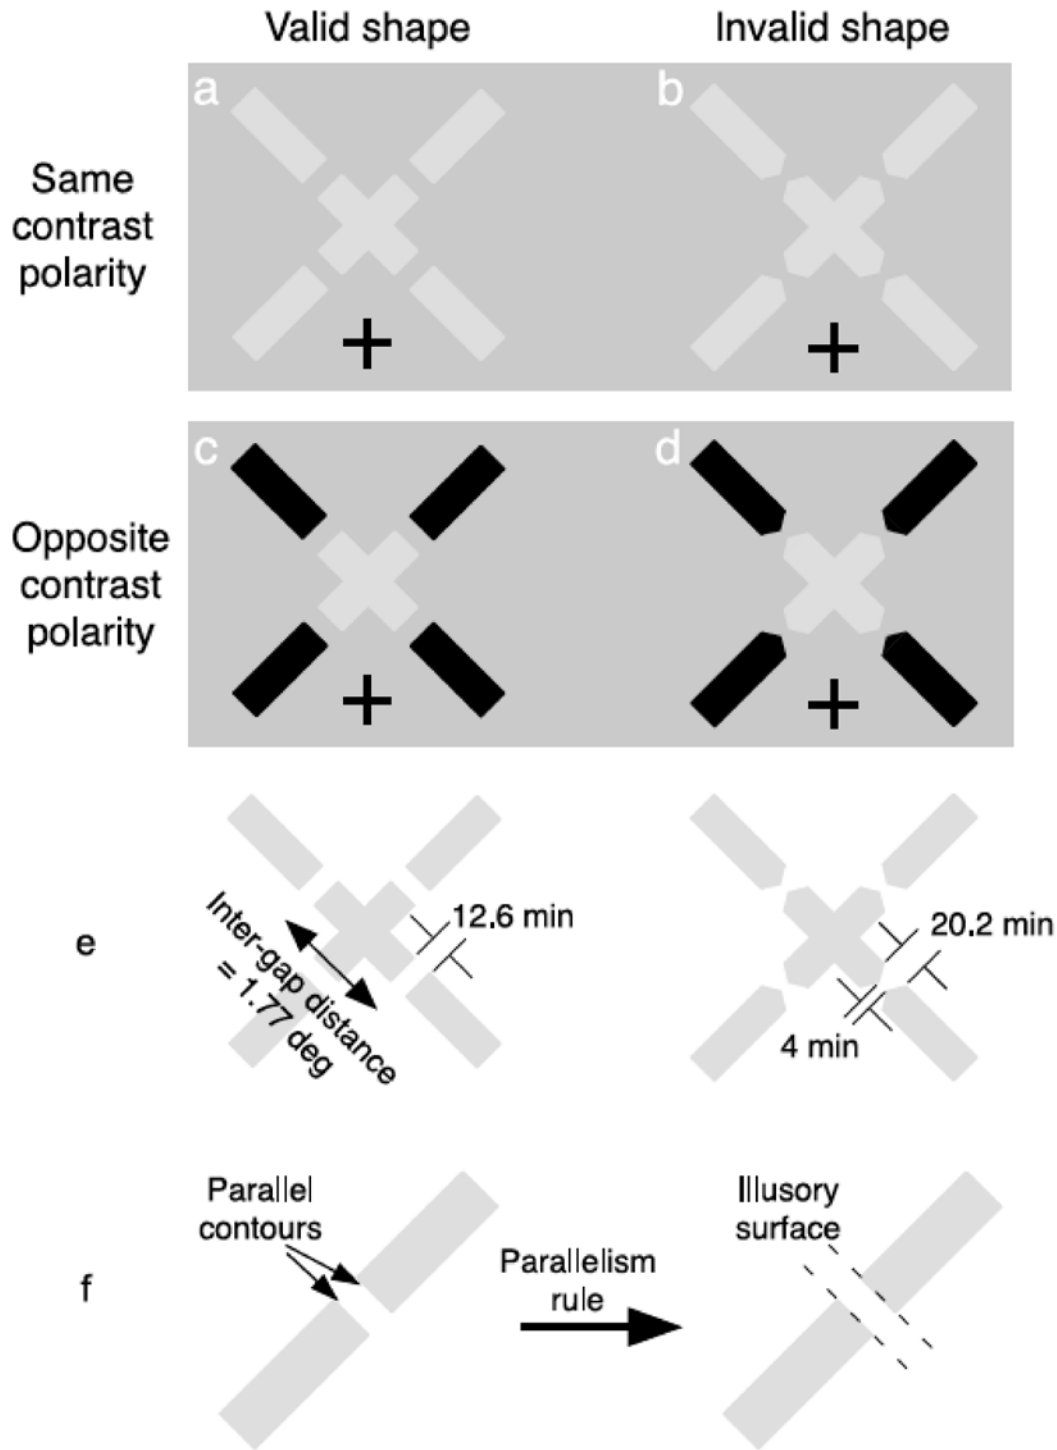 Valid shape
Invalid shape
a
b
Same
contrast
polarity
c
d
Opposite
contrast
polarity
e
Inter-gap distance
= 1.77 deg
12.6 min
20.2 min
4 min
f
Parallel
contours
Parallelism
rule
Illusory
surface